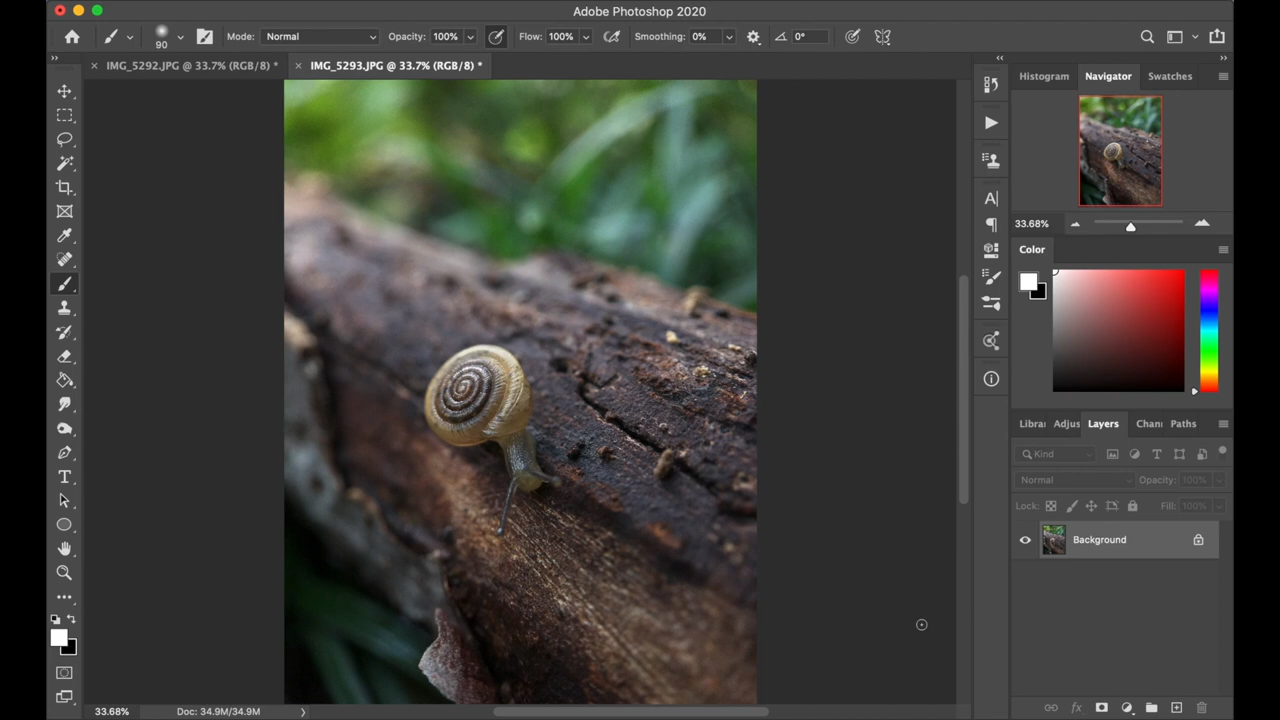 Adobe Photoshop 2020
90 Mode: Normal Opacity: 100% Flow: 100% Smoothing: 0% 0°
IMG_5292.JPG @ 33.7% (RGB/8) * IMG_5293.JPG @ 33.7% (RGB/8) *
Histogram Navigator Swatches
33.68%
Color
Librar Adjus Layers Chann Paths
Kind
Normal Opacity: 100%
Lock: Fill: 100%
Background
33.68% Doc: 34.9M/34.9M